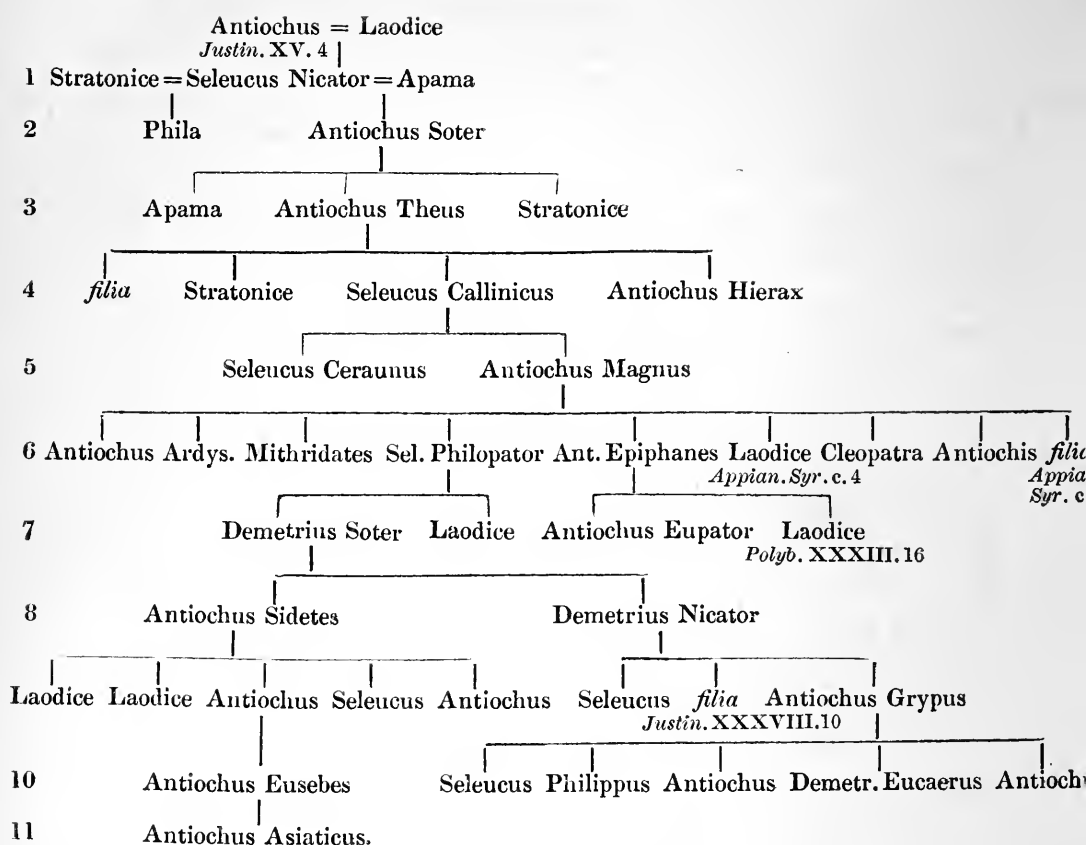 Antiochus = Laodice
Justin. XV. 4
1 Stratonice = Seleucus Nicator = Apama
2 Phila Antiochus Soter
3 Apama Antiochus Theus Stratonice
4 filia Stratonice Seleucus Callinicus Antiochus Hierax
5 Seleucus Ceraunus Antiochus Magnus
6 Antiochus Ardys. Mithridates Sel. Philopator Ant. Epiphanes Laodice Cleopatra Antiochis filia
Appian. Syr. c. 4 Appia
Syr. c
7 Demetrius Soter Laodice Antiochus Eupator Laodice
Polyb. XXXIII. 16
8 Antiochus Sidetes Demetrius Nicator
Laodice Laodice Antiochus Seleucus Antiochus Seleucus filia Antiochus Grypus
Justin. XXXVIII.10
10 Antiochus Eusebes Seleucus Philippus Antiochus Demetr. Eucaerus Antioch
11 Antiochus Asiaticus.